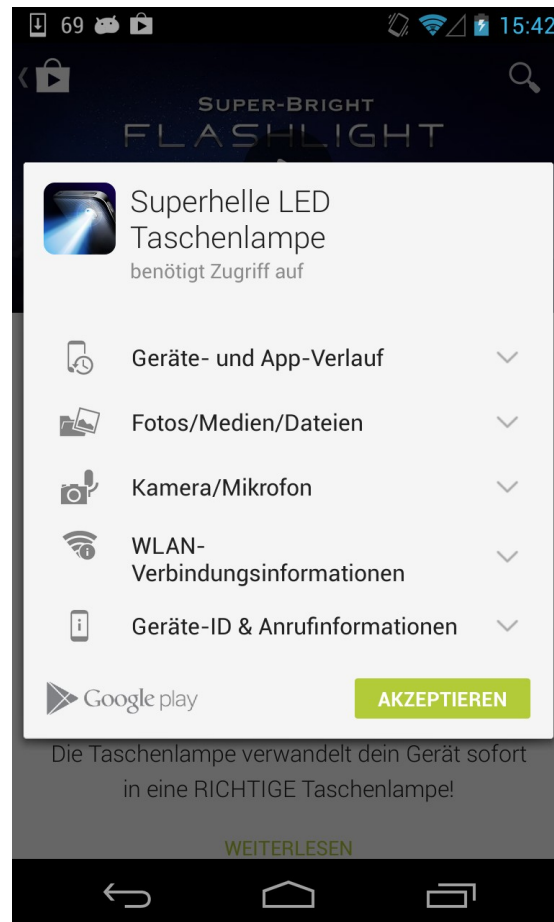 69
15:42
SUPER-BRIGHT
FLASHLIGHT
Superhelle LED
Taschenlampe
benötigt Zugriff auf
Geräte- und App-Verlauf
Fotos/Medien/Dateien
Kamera/Mikrofon
WLAN-
Verbindungsinformationen
Geräte-ID & Anrufinformationen
Google play
AKZEPTIEREN
Die Taschenlampe verwandelt dein Gerät sofort
in eine RICHTIGE Taschenlampe!
WEITERLESEN